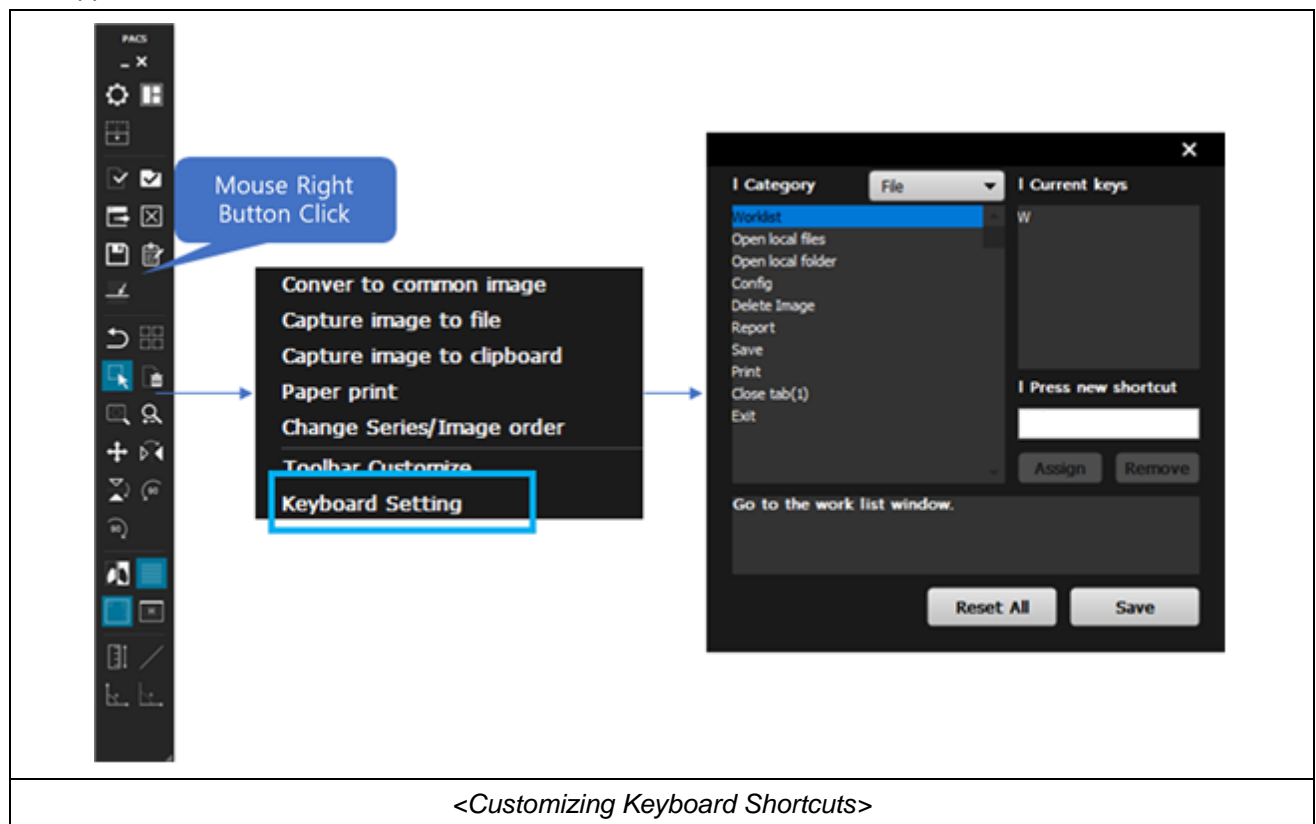 PACS
Mouse Right
Button Click
Conver to common image
Capture image to file
Capture image to clipboard
Paper print
Change Series/Image order
Toolbar Customize
Keyboard Setting
I Category
File
I Current keys
Worklist
W
Open local files
Open local folder
Config
Delete Image
Report
Save
Print
Close tab(1)
Exit
I Press new shortcut
Assign
Remove
Go to the work list window.
Reset All
Save
<Customizing Keyboard Shortcuts>